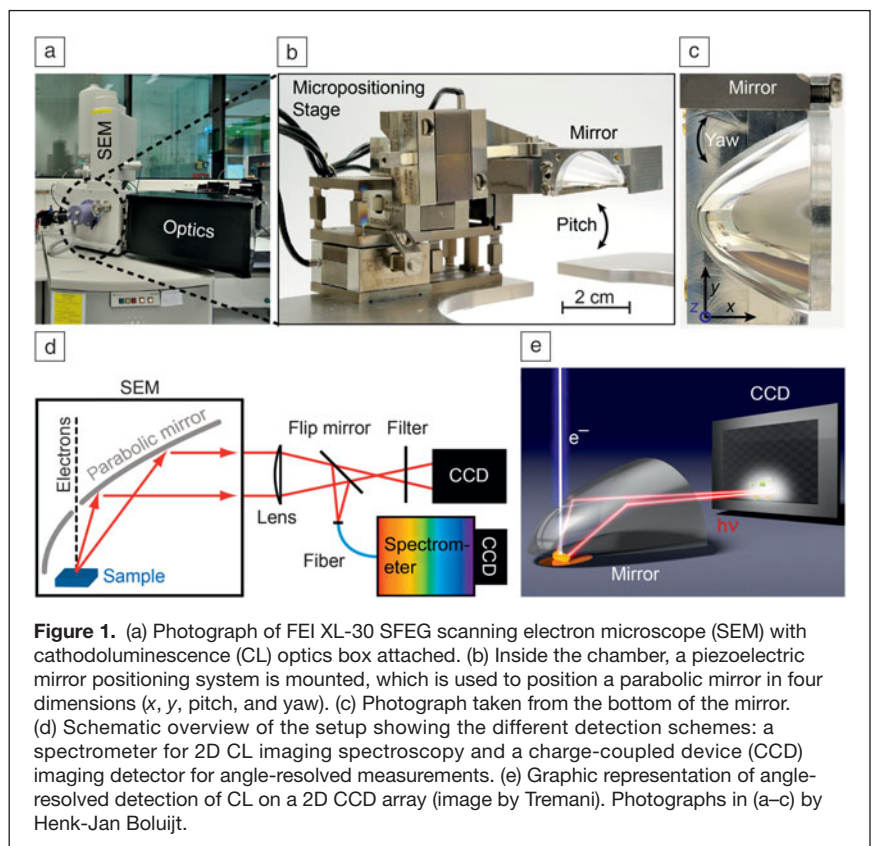 a
SEM
Optics
b
Micropositioning
Stage
Mirror
Pitch
2 cm
c
Mirror
Yaw
y
z
x
d
SEM
Electrons
Parabolic mirror
Sample
Lens
Flip mirror
Filter
CCD
Fiber
Spectrom-
eter
CCD
e
CCD
e–
hν
Mirror
Figure 1. (a) Photograph of FEI XL-30 SFEG scanning electron microscope (SEM) with
cathodoluminescence (CL) optics box attached. (b) Inside the chamber, a piezoelectric
mirror positioning system is mounted, which is used to position a parabolic mirror in four
dimensions (x, y, pitch, and yaw). (c) Photograph taken from the bottom of the mirror.
(d) Schematic overview of the setup showing the different detection schemes: a
spectrometer for 2D CL imaging spectroscopy and a charge-coupled device (CCD)
imaging detector for angle-resolved measurements. (e) Graphic representation of angle-
resolved detection of CL on a 2D CCD array (image by Tremani). Photographs in (a–c) by
Henk-Jan Boluijt.